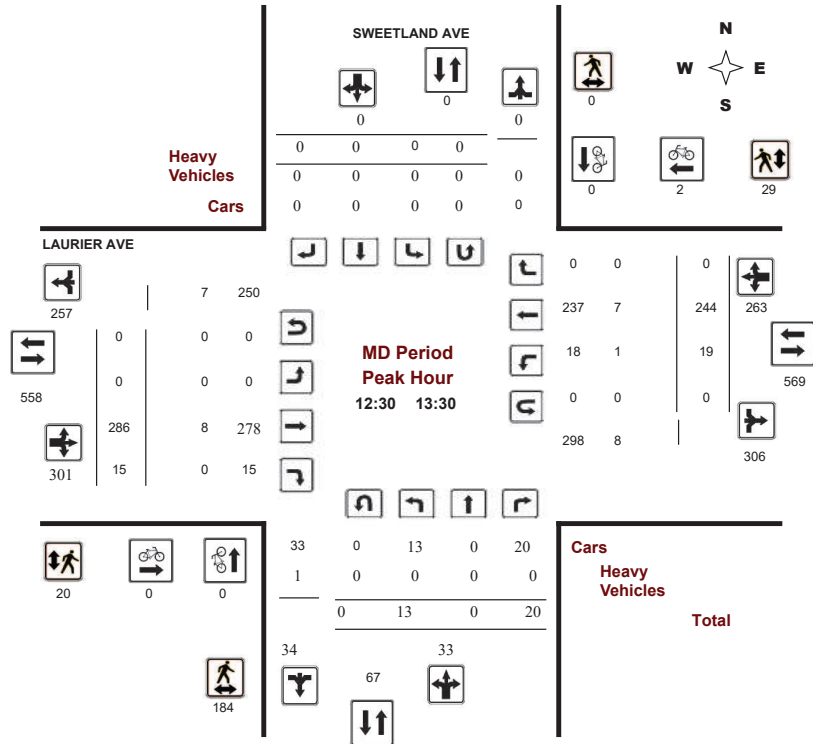 SWEETLAND AVE
N
W E
S
0
0
0
0 0
0 0 0 0
Heavy
Vehicles
0 0 0 0 0
Cars
0 0 0 0 0
0 2 29
LAURIER AVE
257
7 250
558
0 0 0
0 0 0
286 8 278
301
15 0 15
MD Period
Peak Hour
12:30 13:30
0 0 0
237 7 244 263
18 1 19
569
0 0 0
298 8
306
20 0 0
184
33 0 13 0 20
1 0 0 0 0
0 13 0 20
34 33
67
Cars
Heavy
Vehicles
Total